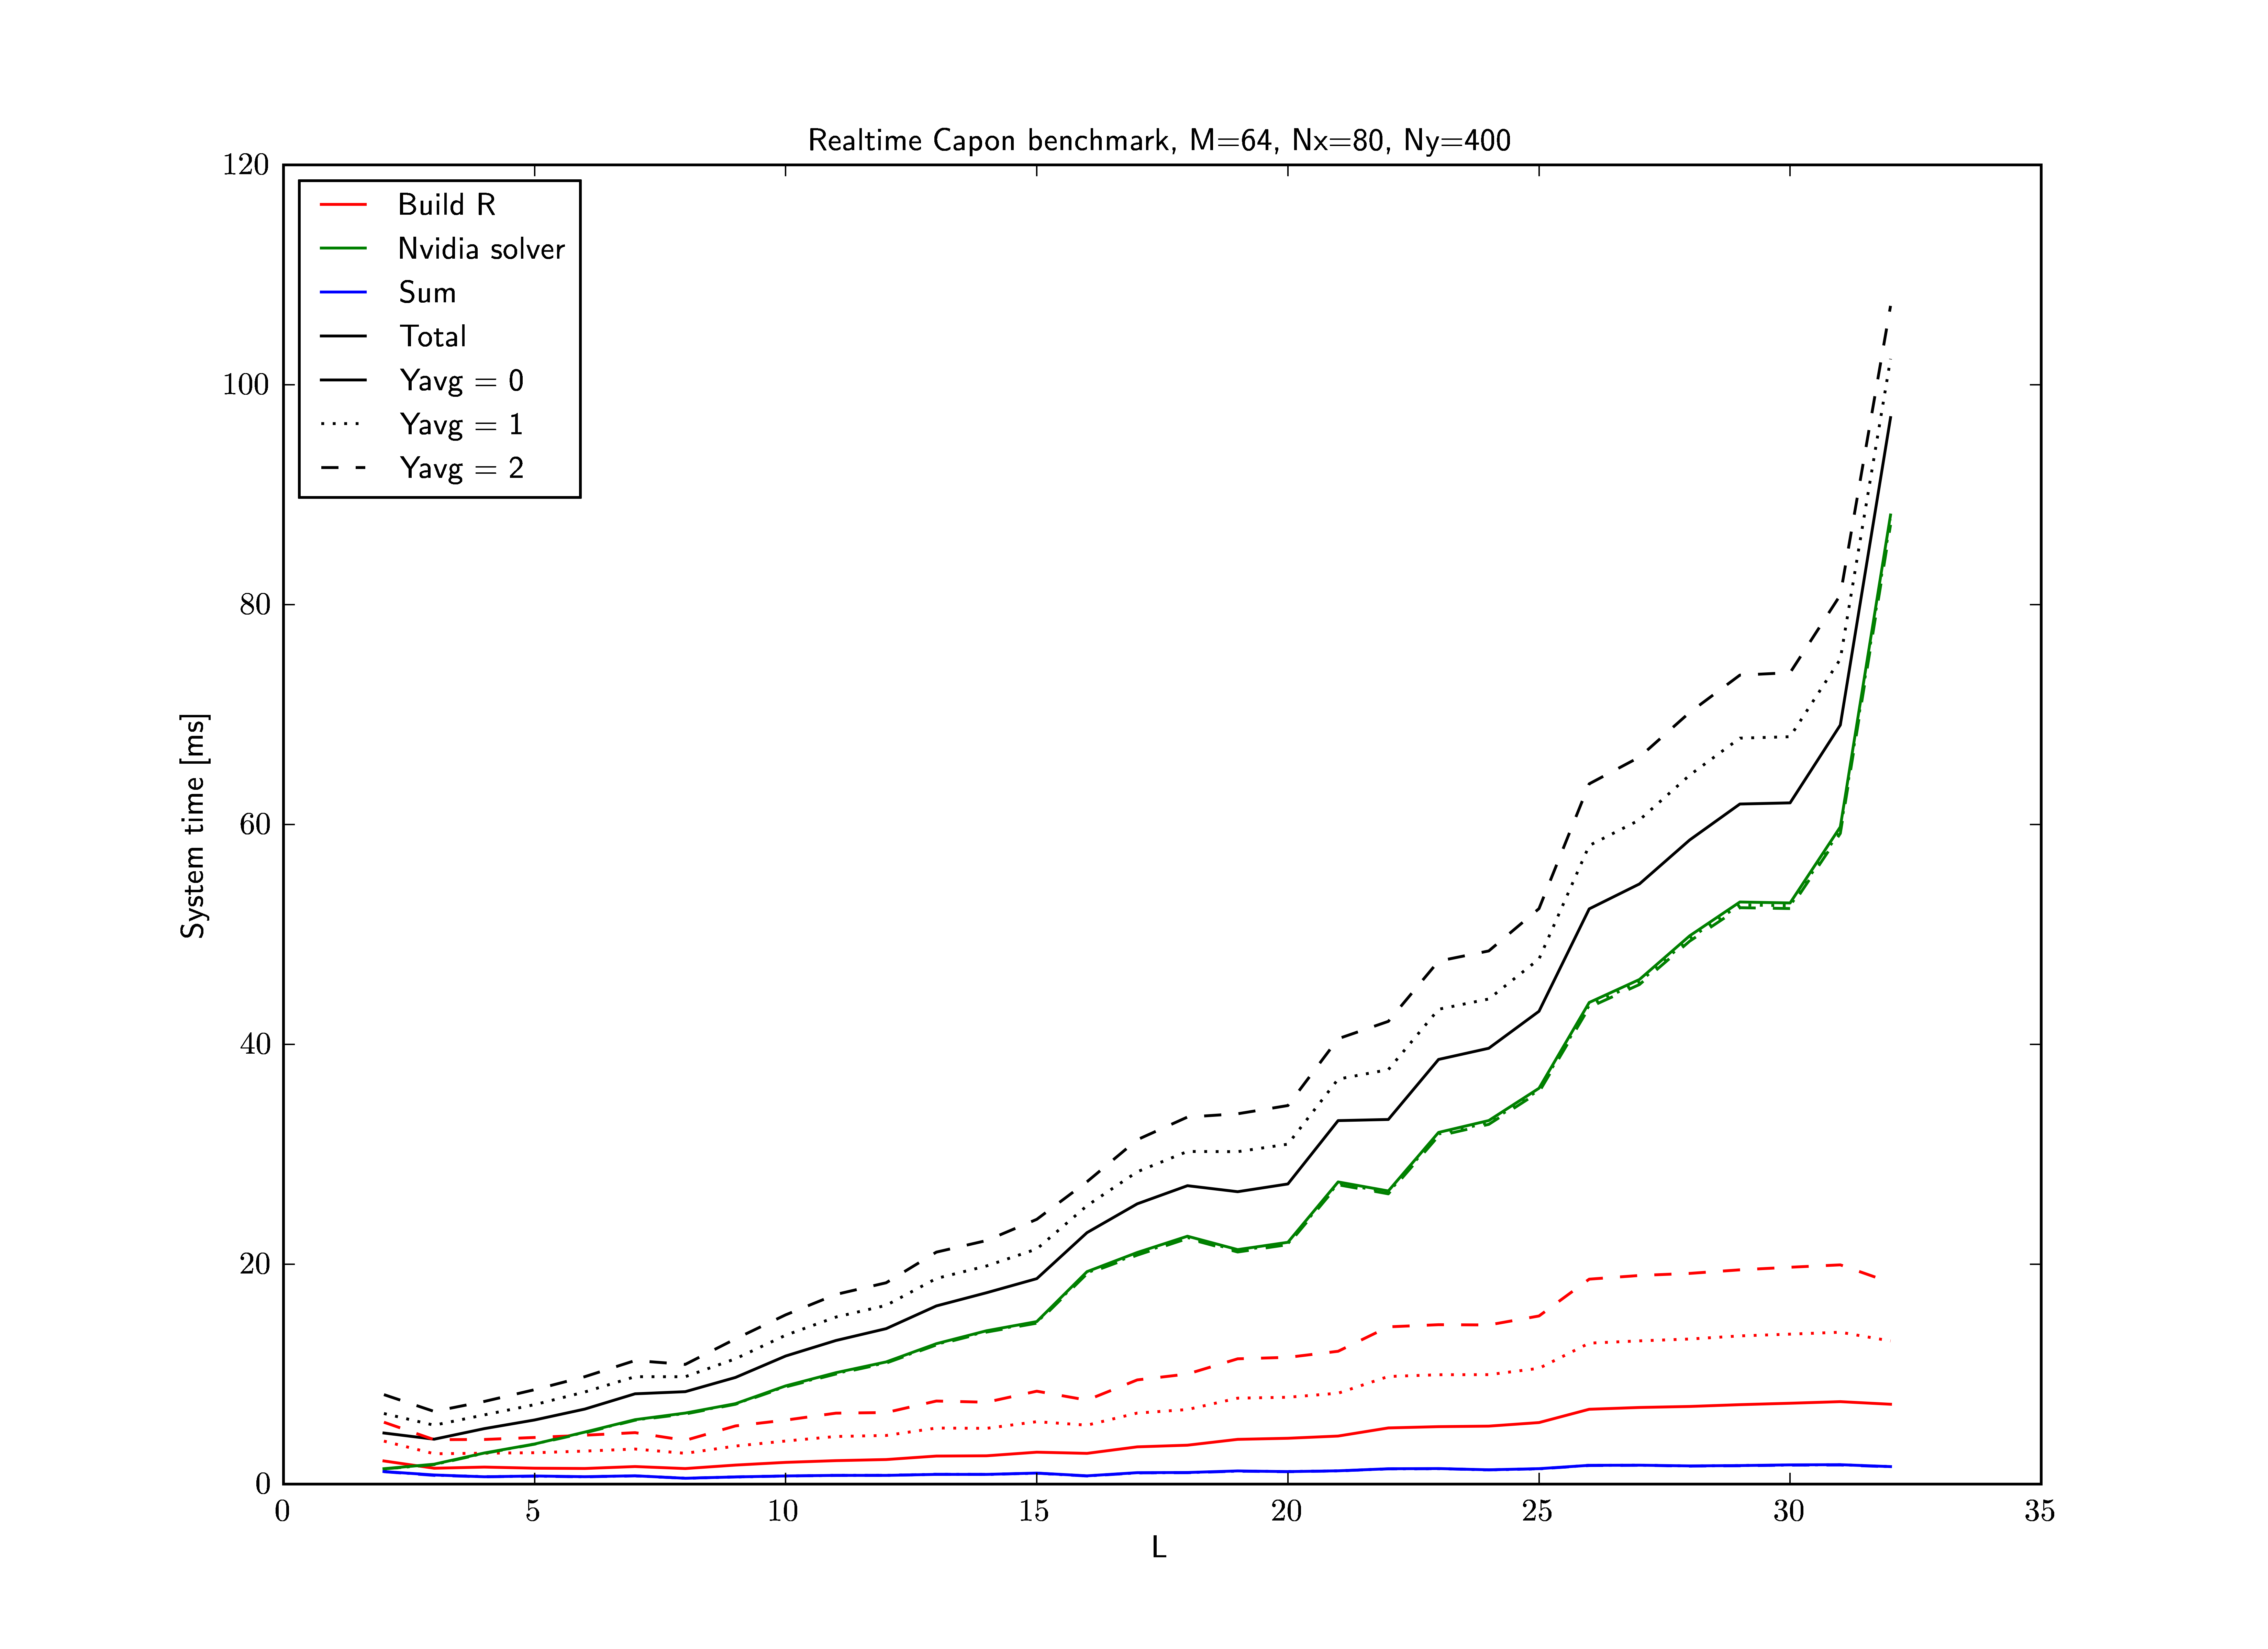 Realtime Capon benchmark, M=64, Nx=80, Ny=400
120
100
80
60
40
20
0
Build R
Nvidia solver
Sum
Total
Yavg = 0
Yavg = 1
Yavg = 2
System time [ms]
0 5 10 15 20 25 30 35
L